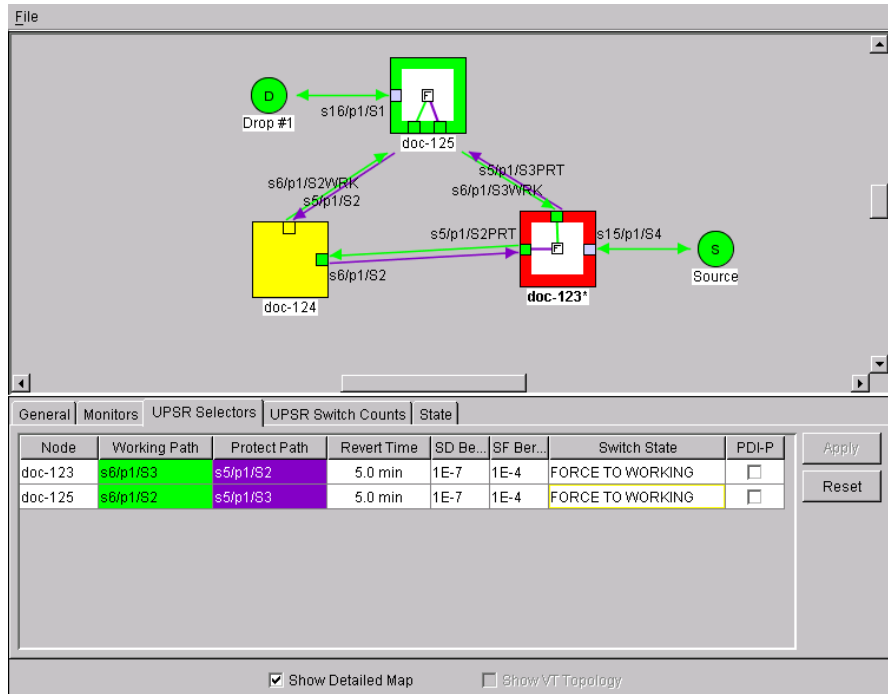 File
D
Drop #1
s16/p1/S1
F
doc-125
s6/p1/S2WRK
s5/p1/S2
s5/p1/S3PRT
s6/p1/S3WRK
s5/p1/S2PRT
s6/p1/S2
F
s15/p1/S4
S
Source
doc-124
doc-123*
General Monitors UPSR Selectors UPSR Switch Counts State
Node Working Path Protect Path Revert Time SD Be... SF Ber... Switch State PDI-P
doc-123 s6/p1/S3 s5/p1/S2 5.0 min 1E-7 1E-4 FORCE TO WORKING
doc-125 s6/p1/S2 s5/p1/S3 5.0 min 1E-7 1E-4 FORCE TO WORKING
Apply
Reset
Show Detailed Map Show VT Topology